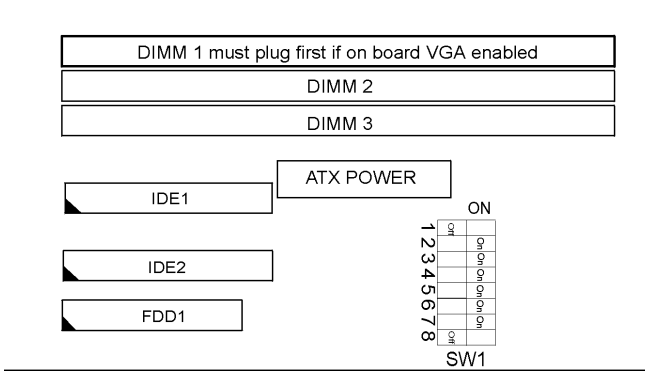 DIMM 1 must plug first if on board VGA enabled
DIMM 2
DIMM 3
ATX POWER
IDE1
ON
1 Off
2 On
3 On
4 On
5 On
6 On
7 On
8 Off
IDE2
FDD1
SW1